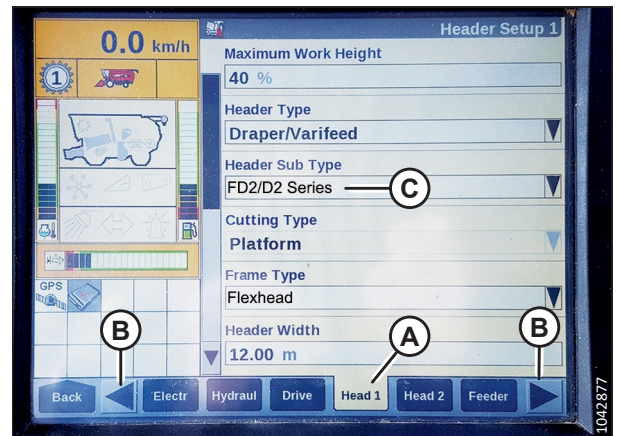 0.0 km/h
Header Setup 1
1
Maximum Work Height
40 %
Header Type
Draper/Varifeed
Header Sub Type
FD2/D2 Series
C
Cutting Type
Platform
Frame Type
Flexhead
GPS
B
A
B
Header Width
12.00 m
Back
Electr
Hydraul
Drive
Head 1
Head 2
Feeder
1042877